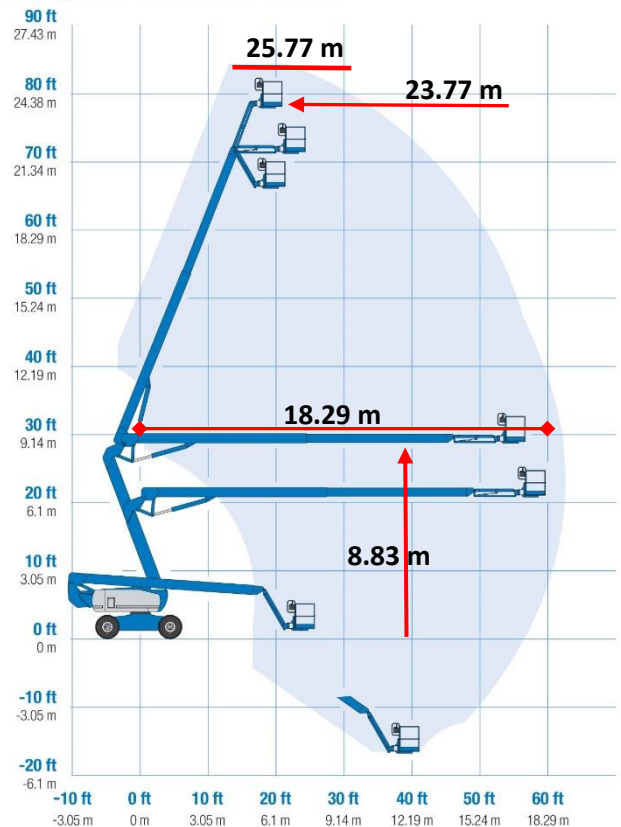 90 ft
27.43 m
25.77 m
80 ft
24.38 m
23.77 m
70 ft
21.34 m
60 ft
18.29 m
50 ft
15.24 m
40 ft
12.19 m
30 ft
9.14 m
18.29 m
20 ft
6.1 m
8.83 m
10 ft
3.05 m
0 ft
0 m
-10 ft
-3.05 m
-20 ft
-6.1 m
-10 ft 0 ft 10 ft 20 ft 30 ft 40 ft 50 ft 60 ft
-3.05 m 0 m 3.05 m 6.1 m 9.14 m 12.19 m 15.24 m 18.29 m